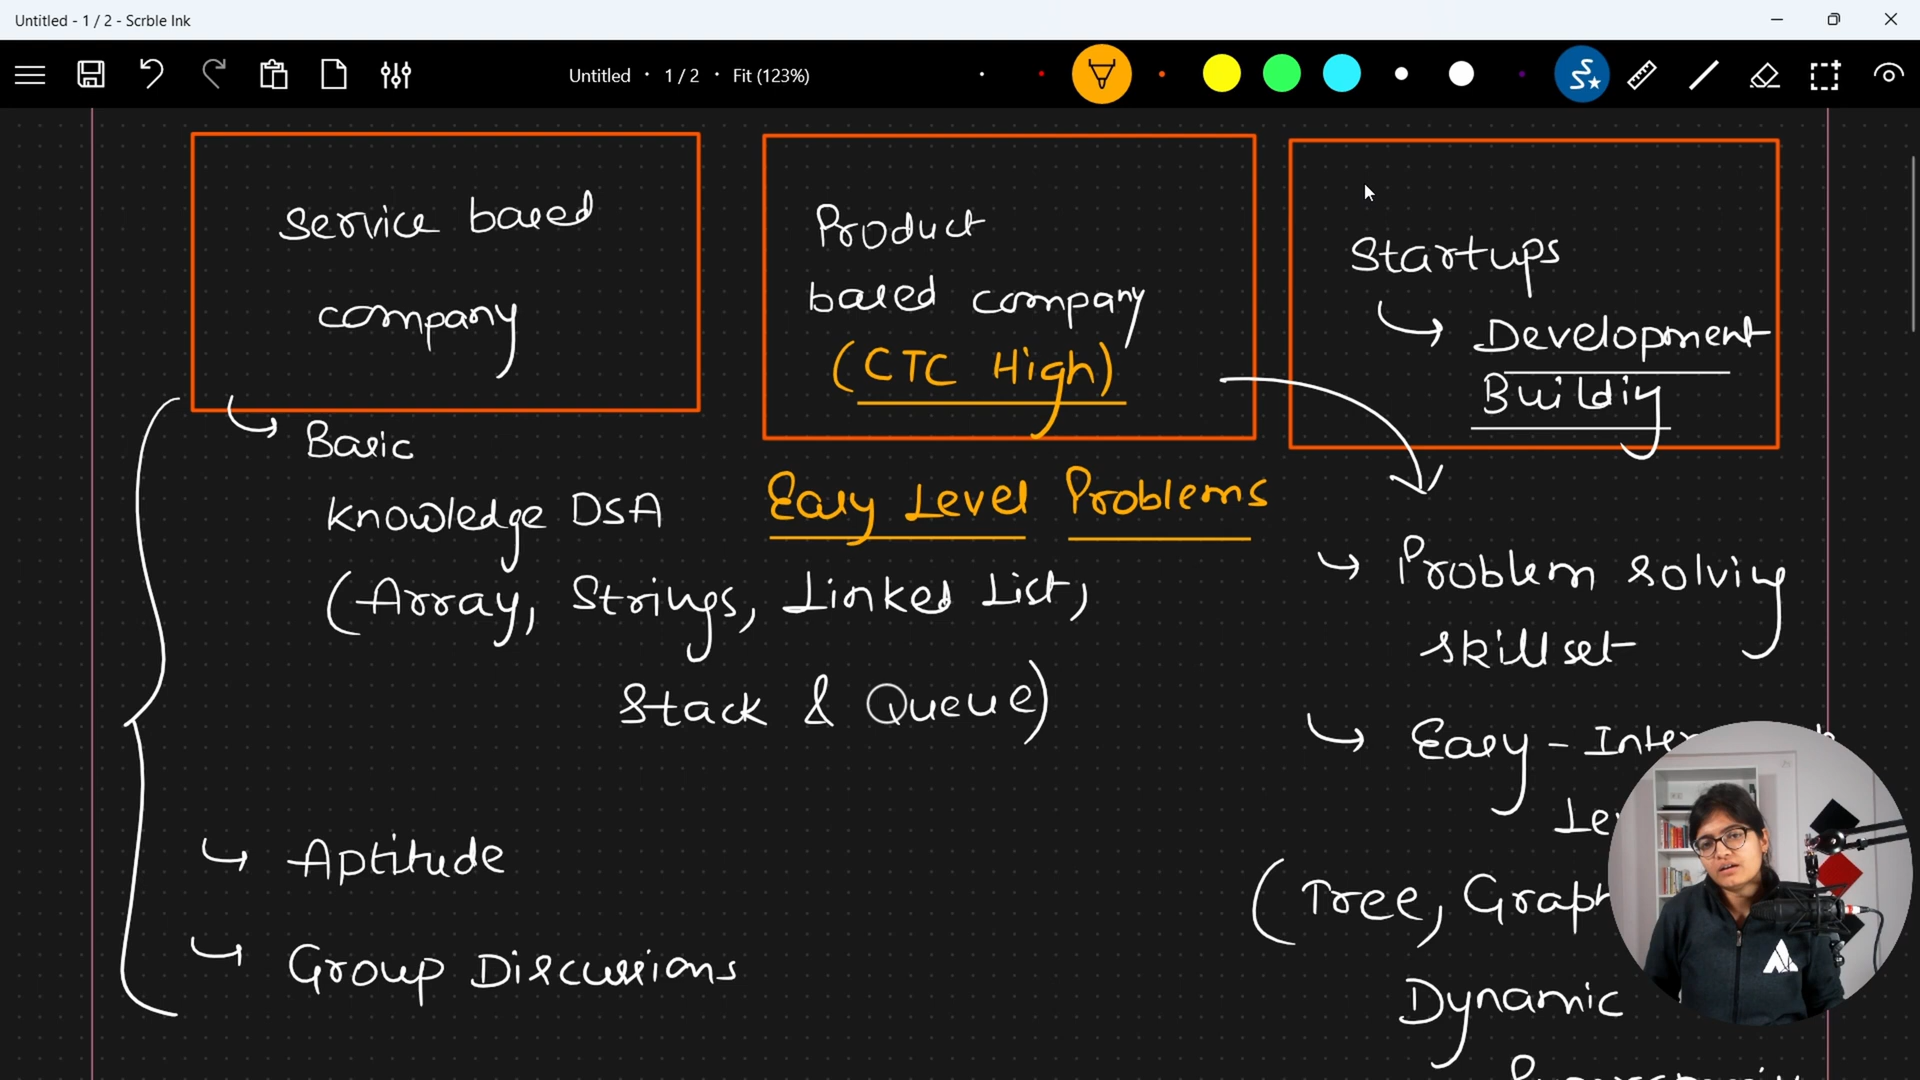 Untitled - 1 / 2 - Scrble Ink
Untitled • 1 / 2 • Fit (123%)
Service based
company
Product
based company
(CTC High)
Startups
Development
Building
Basic
Knowledge DSA
(Array, Strings, Linked List,
Stack & Queue)
Aptitude
Group Discussions
Easy Level Problems
Problem solving
skillset
Easy -
(Tree, Graph
Dynamic